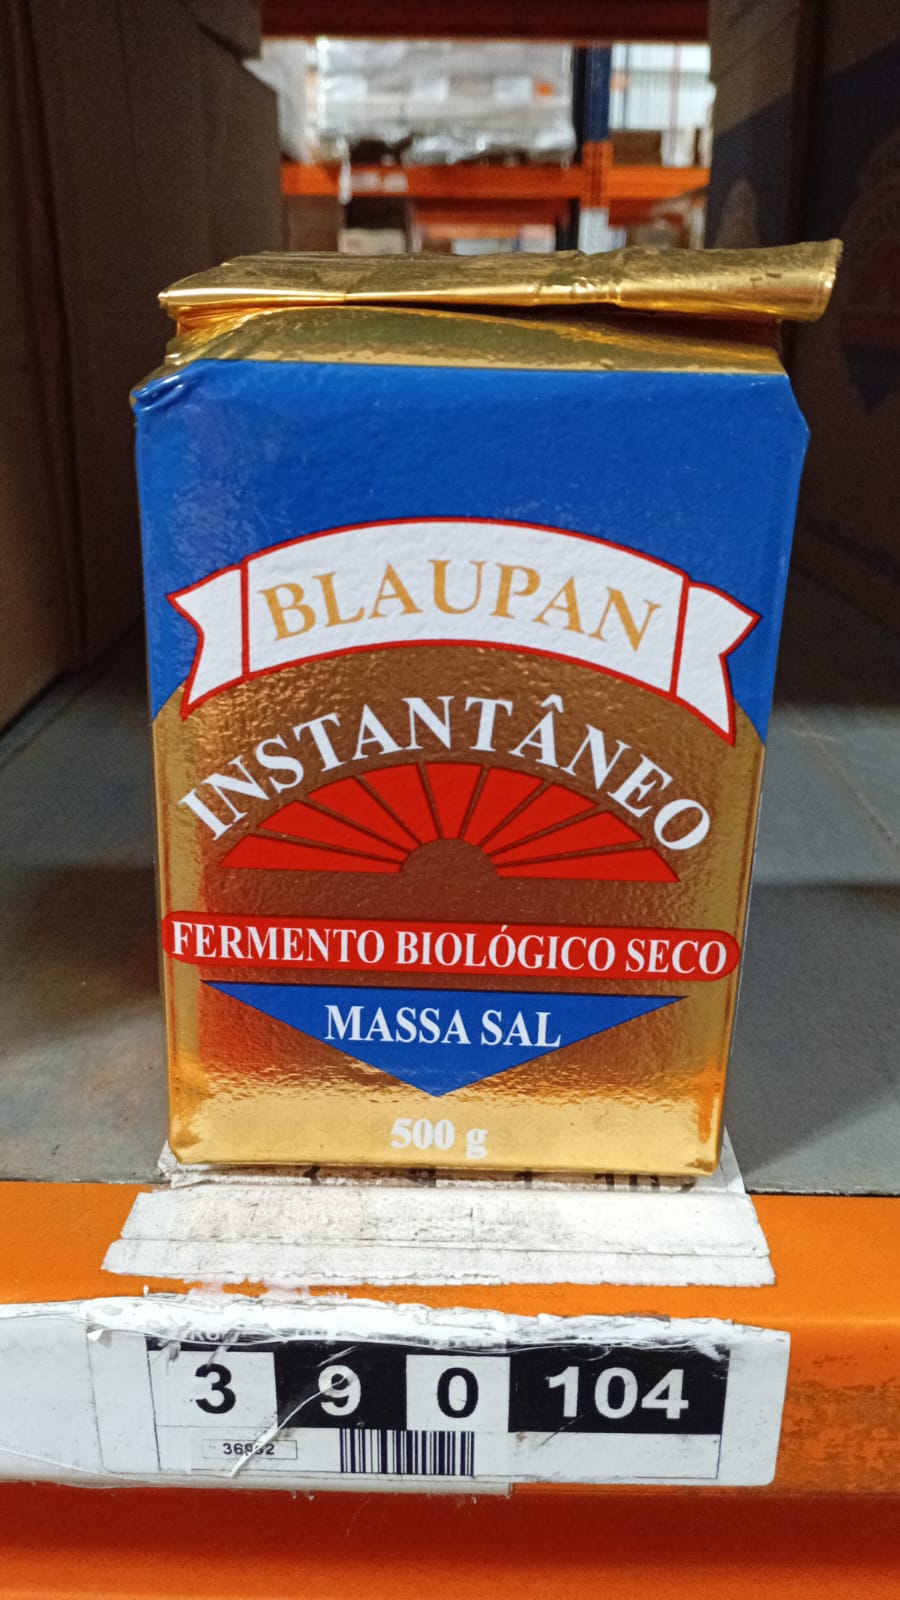 BLAUPAN
INSTANTÂNEO
FERMENTO BIOLÓGICO SECO
MASSA SAL
500 g
3 9 0 104